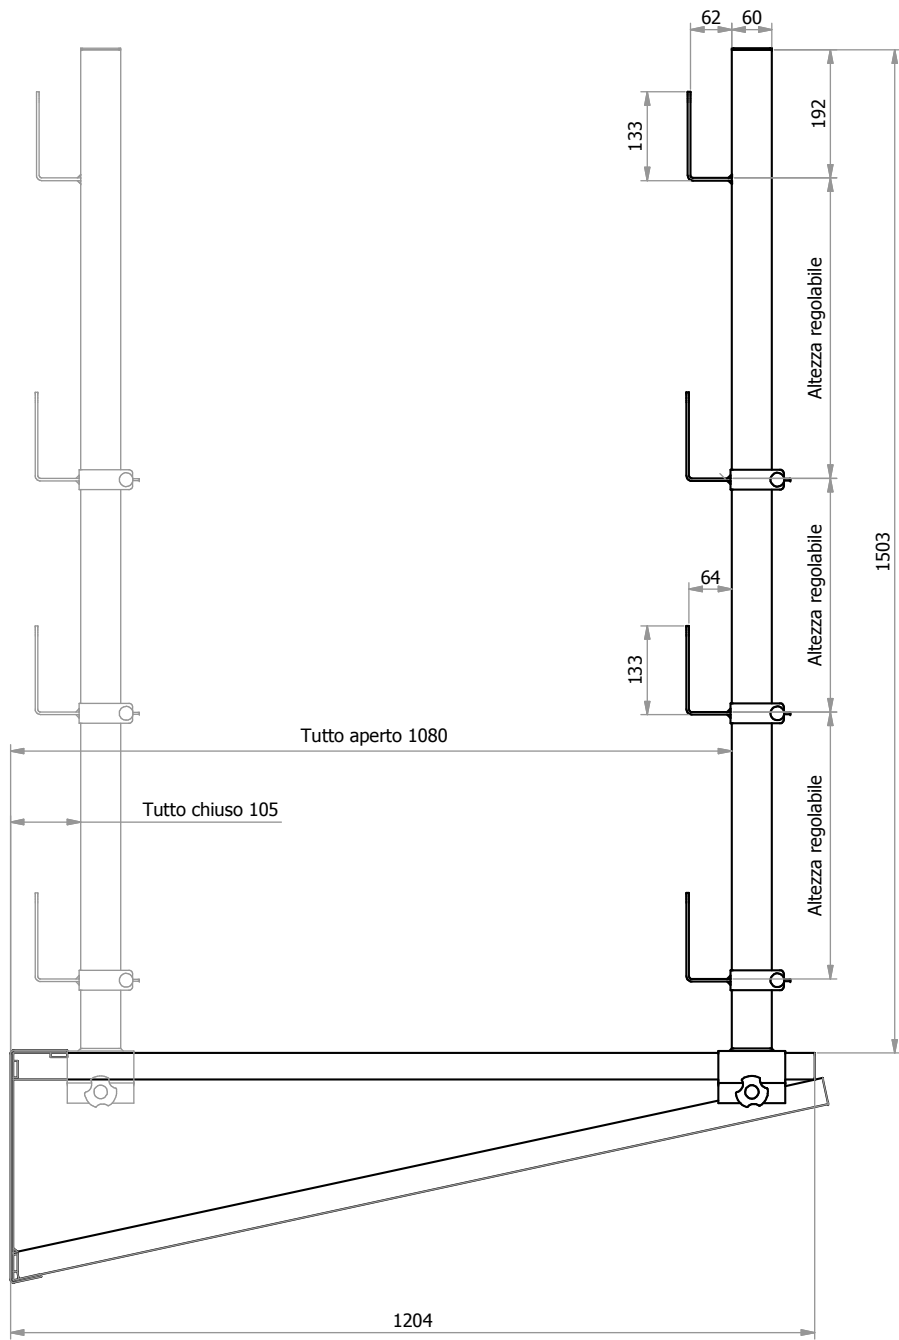 62
60
133
192
Altezza regolabile
1503
64
Altezza regolabile
133
Tutto aperto 1080
Tutto chiuso 105
Altezza regolabile
1204